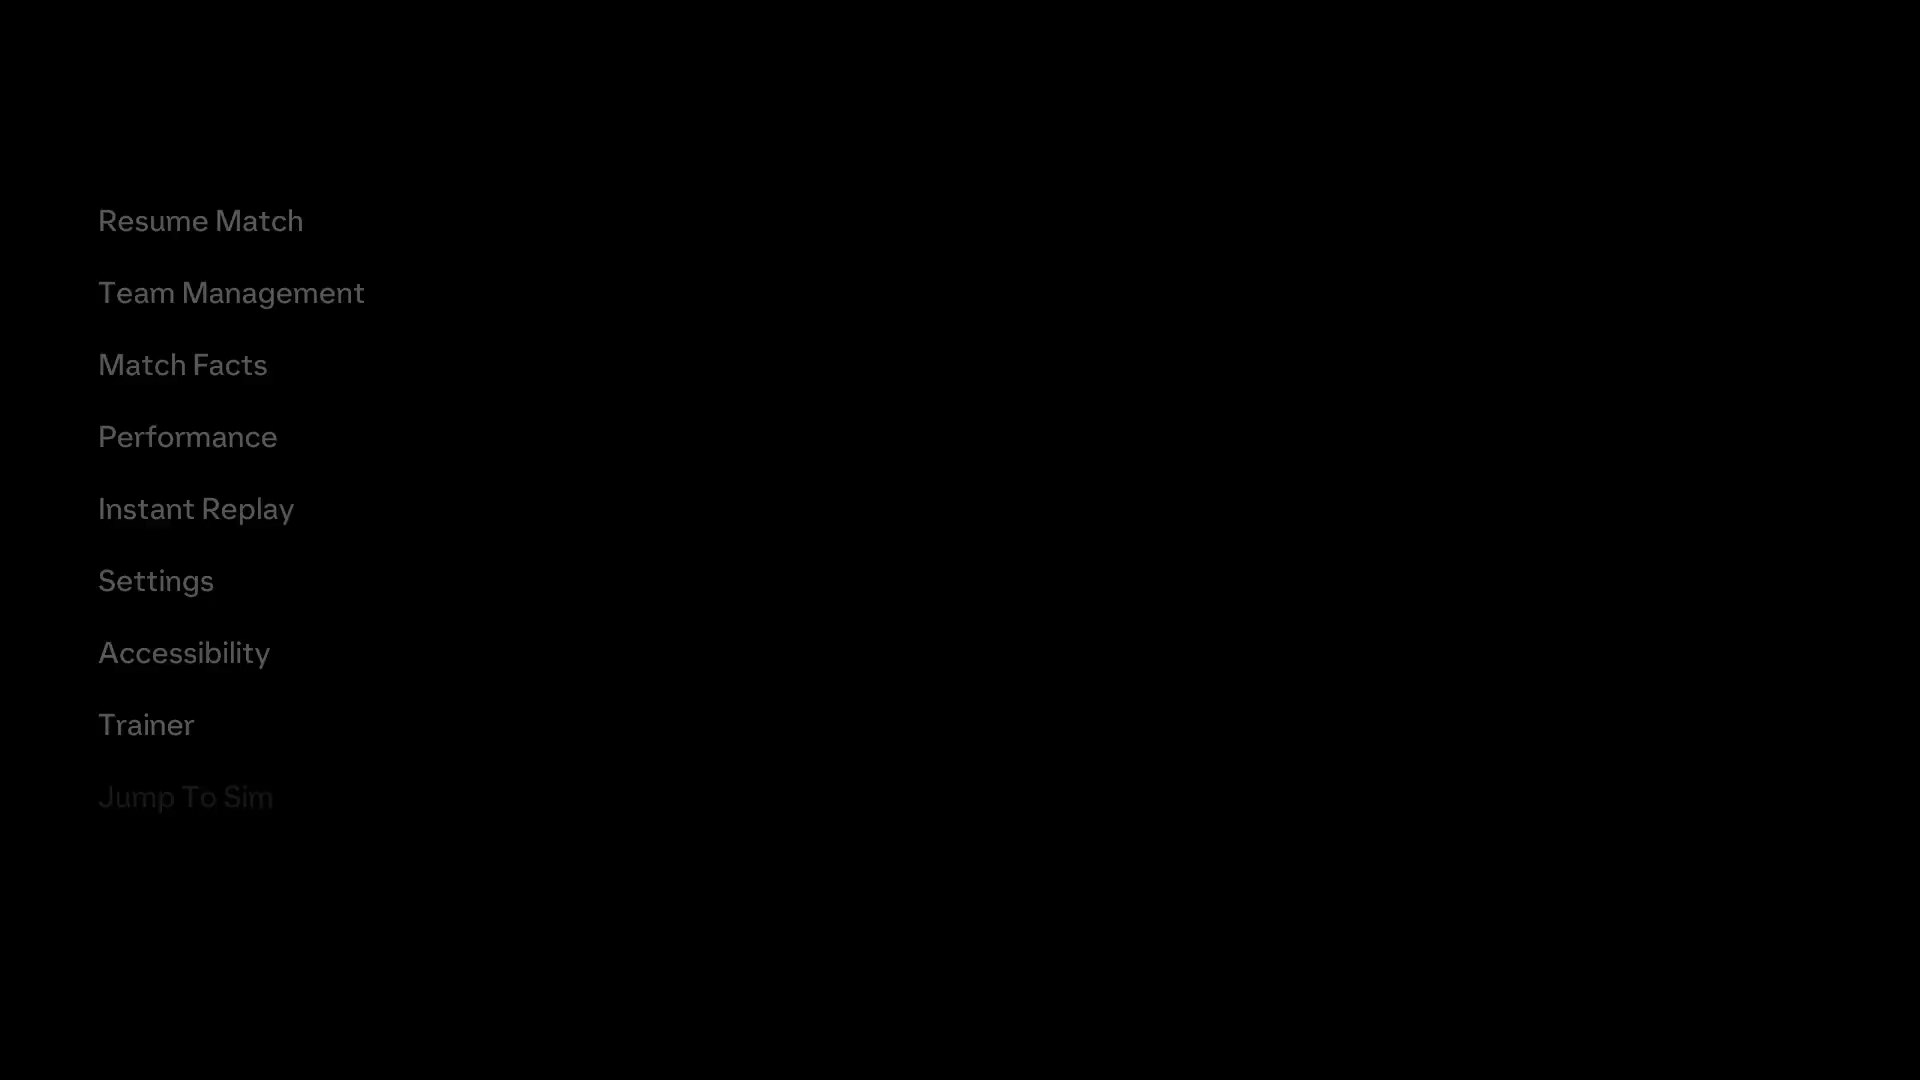 Resume Match
Team Management
Match Facts
Performance
Instant Replay
Settings
Accessibility
Trainer
Jump To Sim